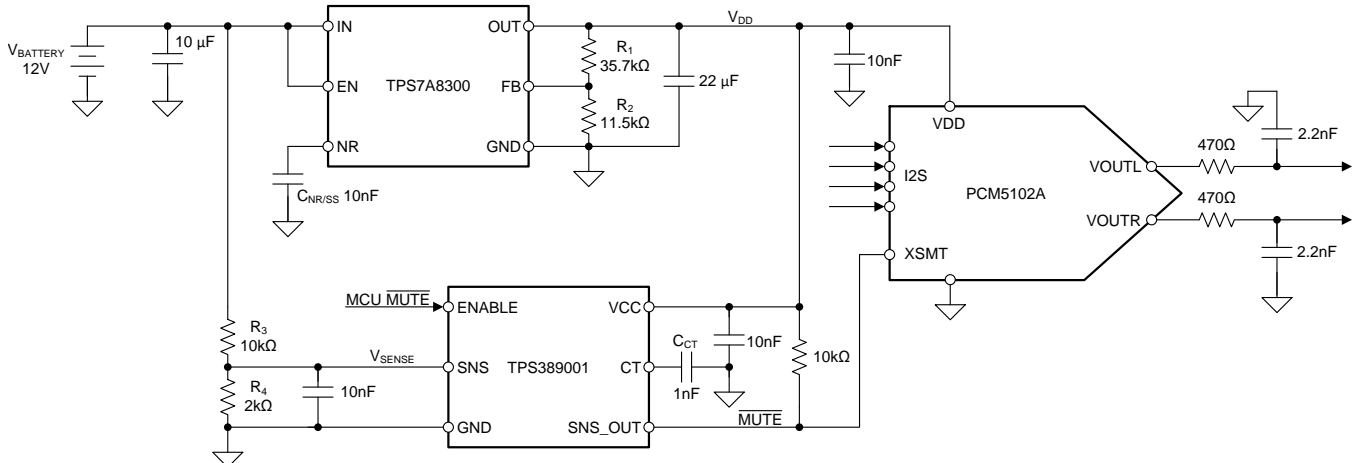 V_BATTERY
12V
10 µF
IN
EN
NR
TPS7A8300
OUT
FB
GND
C_NR/SS 10nF
R1
35.7kΩ
R2
11.5kΩ
22 µF
V_DD
10nF
VDD
I2S
PCM5102A
XSMT
VOUTL
VOUTR
470Ω
2.2nF
470Ω
2.2nF
R3
10kΩ
R4
2kΩ
10nF
V_SENSE
MCU MUTE
ENABLE
SNS
GND
TPS389001
VCC
CT
SNS_OUT
C_CT
1nF
10nF
10kΩ
MUTE